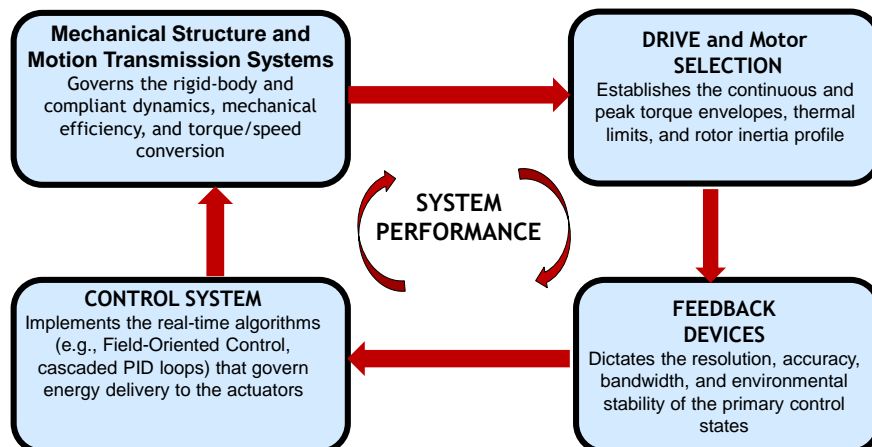 Mechanical Structure and
Motion Transmission Systems
Governs the rigid-body and
compliant dynamics, mechanical
efficiency, and torque/speed
conversion
DRIVE and Motor
SELECTION
Establishes the continuous and
peak torque envelopes, thermal
limits, and rotor inertia profile
SYSTEM
PERFORMANCE
CONTROL SYSTEM
Implements the real-time algorithms
(e.g., Field-Oriented Control,
cascaded PID loops) that govern
energy delivery to the actuators
FEEDBACK
DEVICES
Dictates the resolution, accuracy,
bandwidth, and environmental
stability of the primary control
states